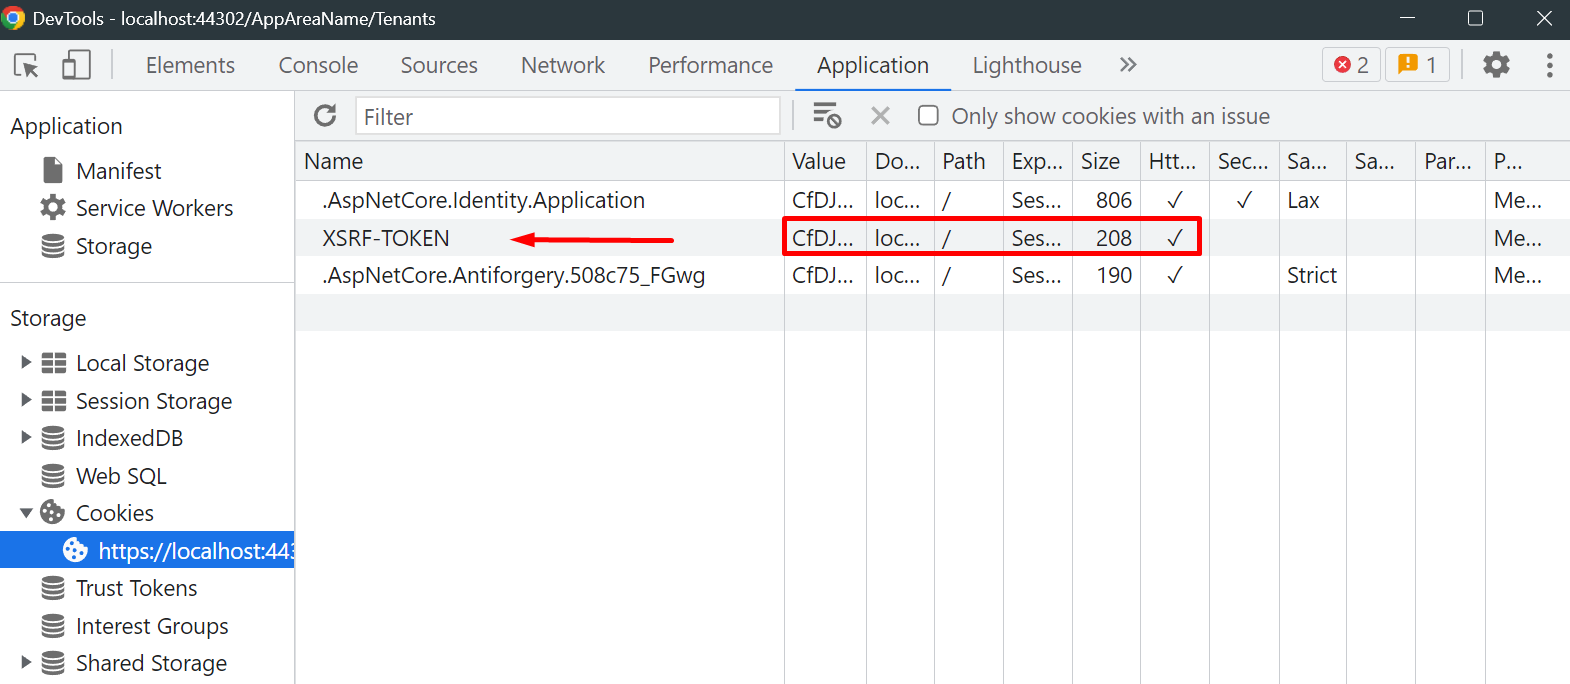 DevTools - localhost:44302/AppAreaName/Tenants
Elements Console Sources Network Performance Application Lighthouse 2 1
Application
Manifest
Service Workers
Storage
Storage
Local Storage
Session Storage
IndexedDB
Web SQL
Cookies
https://localhost:443
Trust Tokens
Interest Groups
Shared Storage
Filter Only show cookies with an issue
Name Value Do... Path Exp... Size Htt... Sec... Sa... Sa... Par... P...
.AspNetCore.Identity.Application CfDJ... loc... / Ses... 806 ✓ ✓ Lax Me...
XSRF-TOKEN CfDJ... loc... / Ses... 208 ✓ Me...
.AspNetCore.Antiforgery.508c75_FGwg CfDJ... loc... / Ses... 190 ✓ Strict Me...